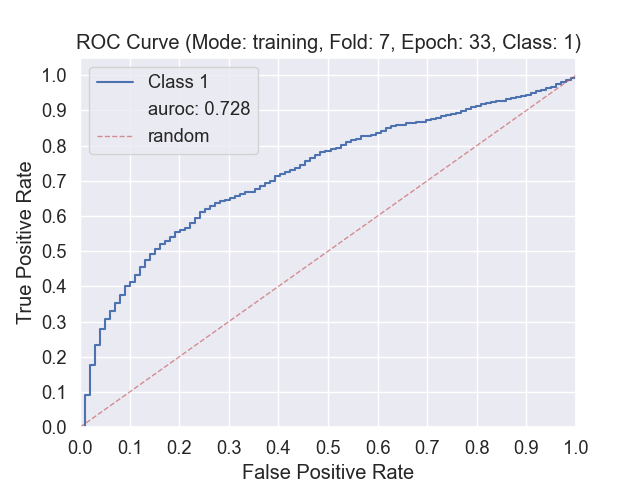 ROC Curve (Mode: training, Fold: 7, Epoch: 33, Class: 1)
Class 1
auroc: 0.728
random
1.0
0.9
0.8
0.7
0.6
0.5
0.4
0.3
0.2
0.1
0.0
True Positive Rate
0.0 0.1 0.2 0.3 0.4 0.5 0.6 0.7 0.8 0.9 1.0
False Positive Rate